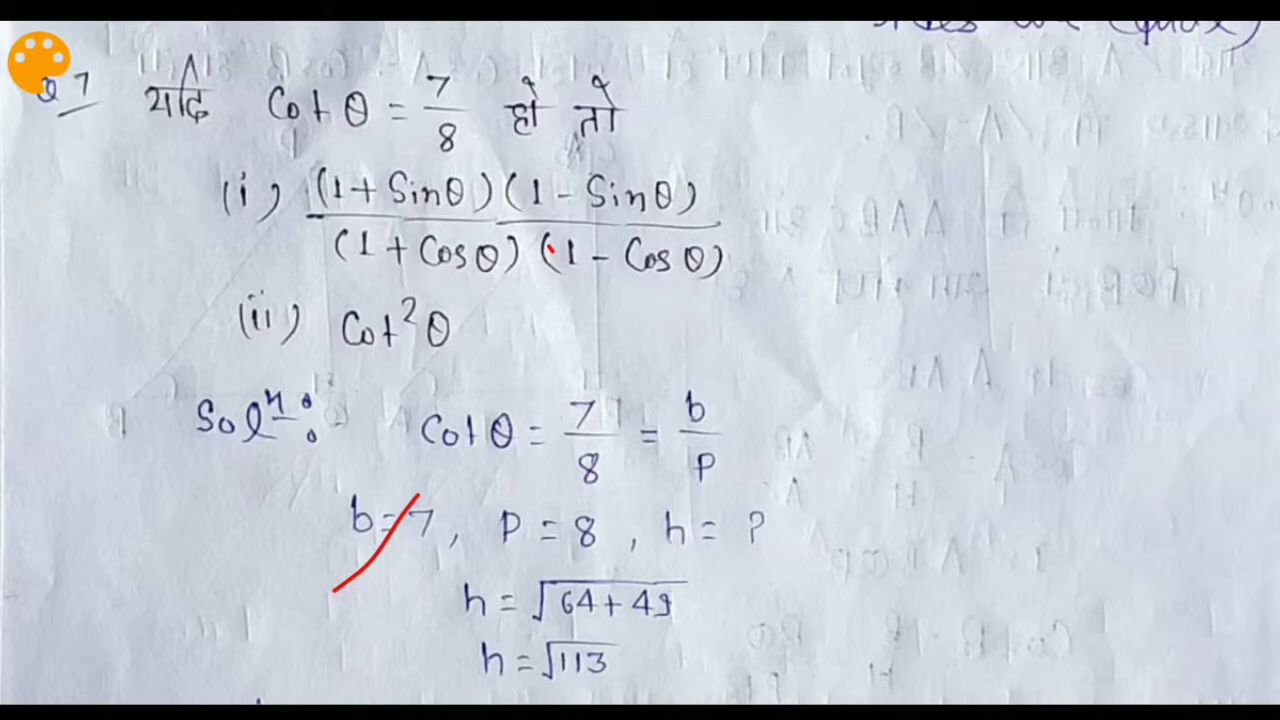 Q 7 यदि Cot θ = 7/8 हो तो
(i) (1 + Sinθ)(1 - Sinθ) / (1 + Cosθ)(1 - Cosθ)
(ii) Cot²θ
Solⁿ: Cotθ = 7/8 = b/P
b = 7, P = 8, h = ?
h = √64 + 49
h = √113